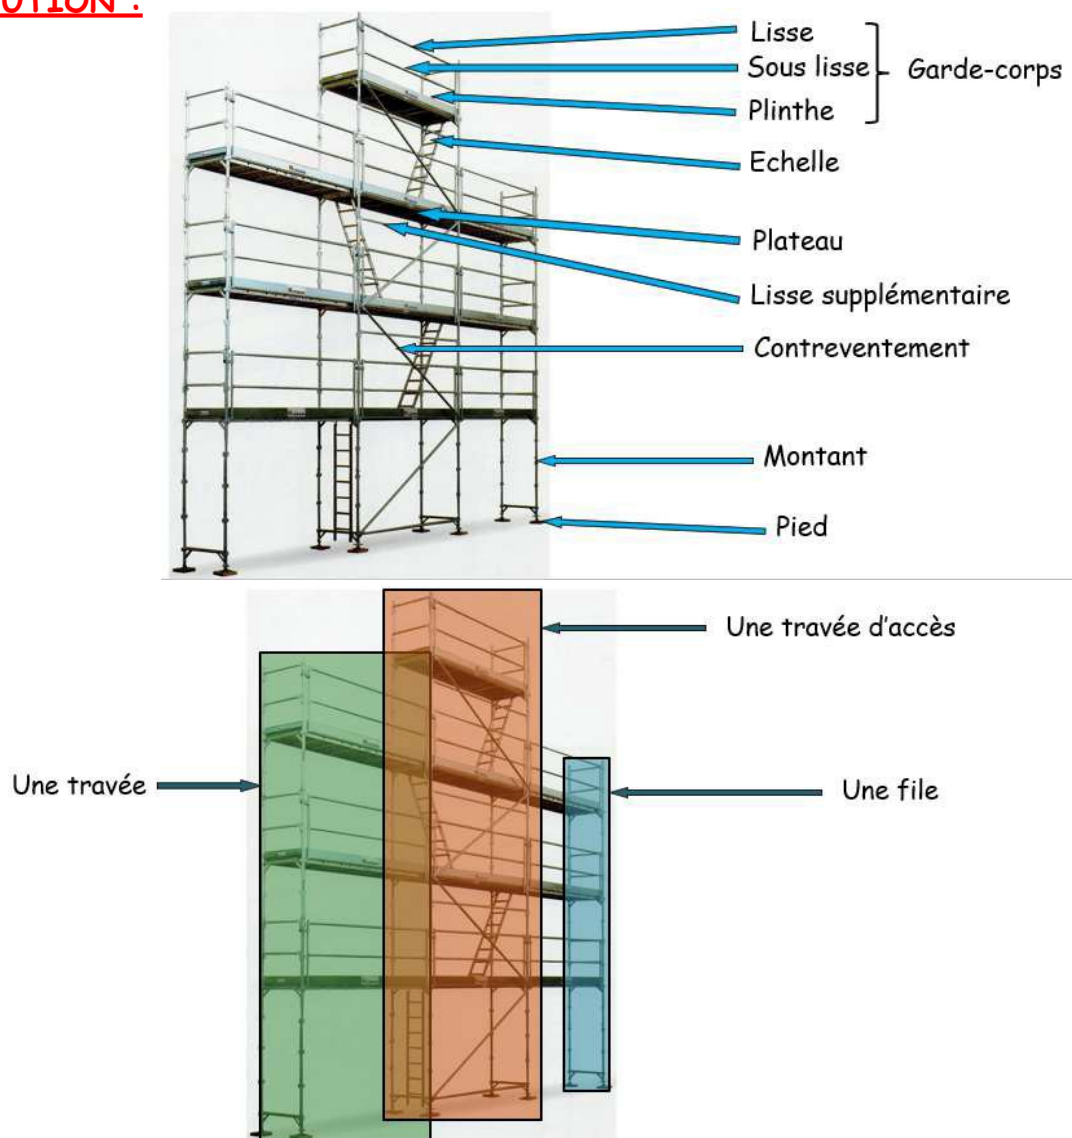 UTION :
Lisse
Sous lisse
Garde-corps
Plinthe
Echelle
Plateau
Lisse supplémentaire
Contreventement
Montant
Pied
Une travée d'accès
Une travée
Une file